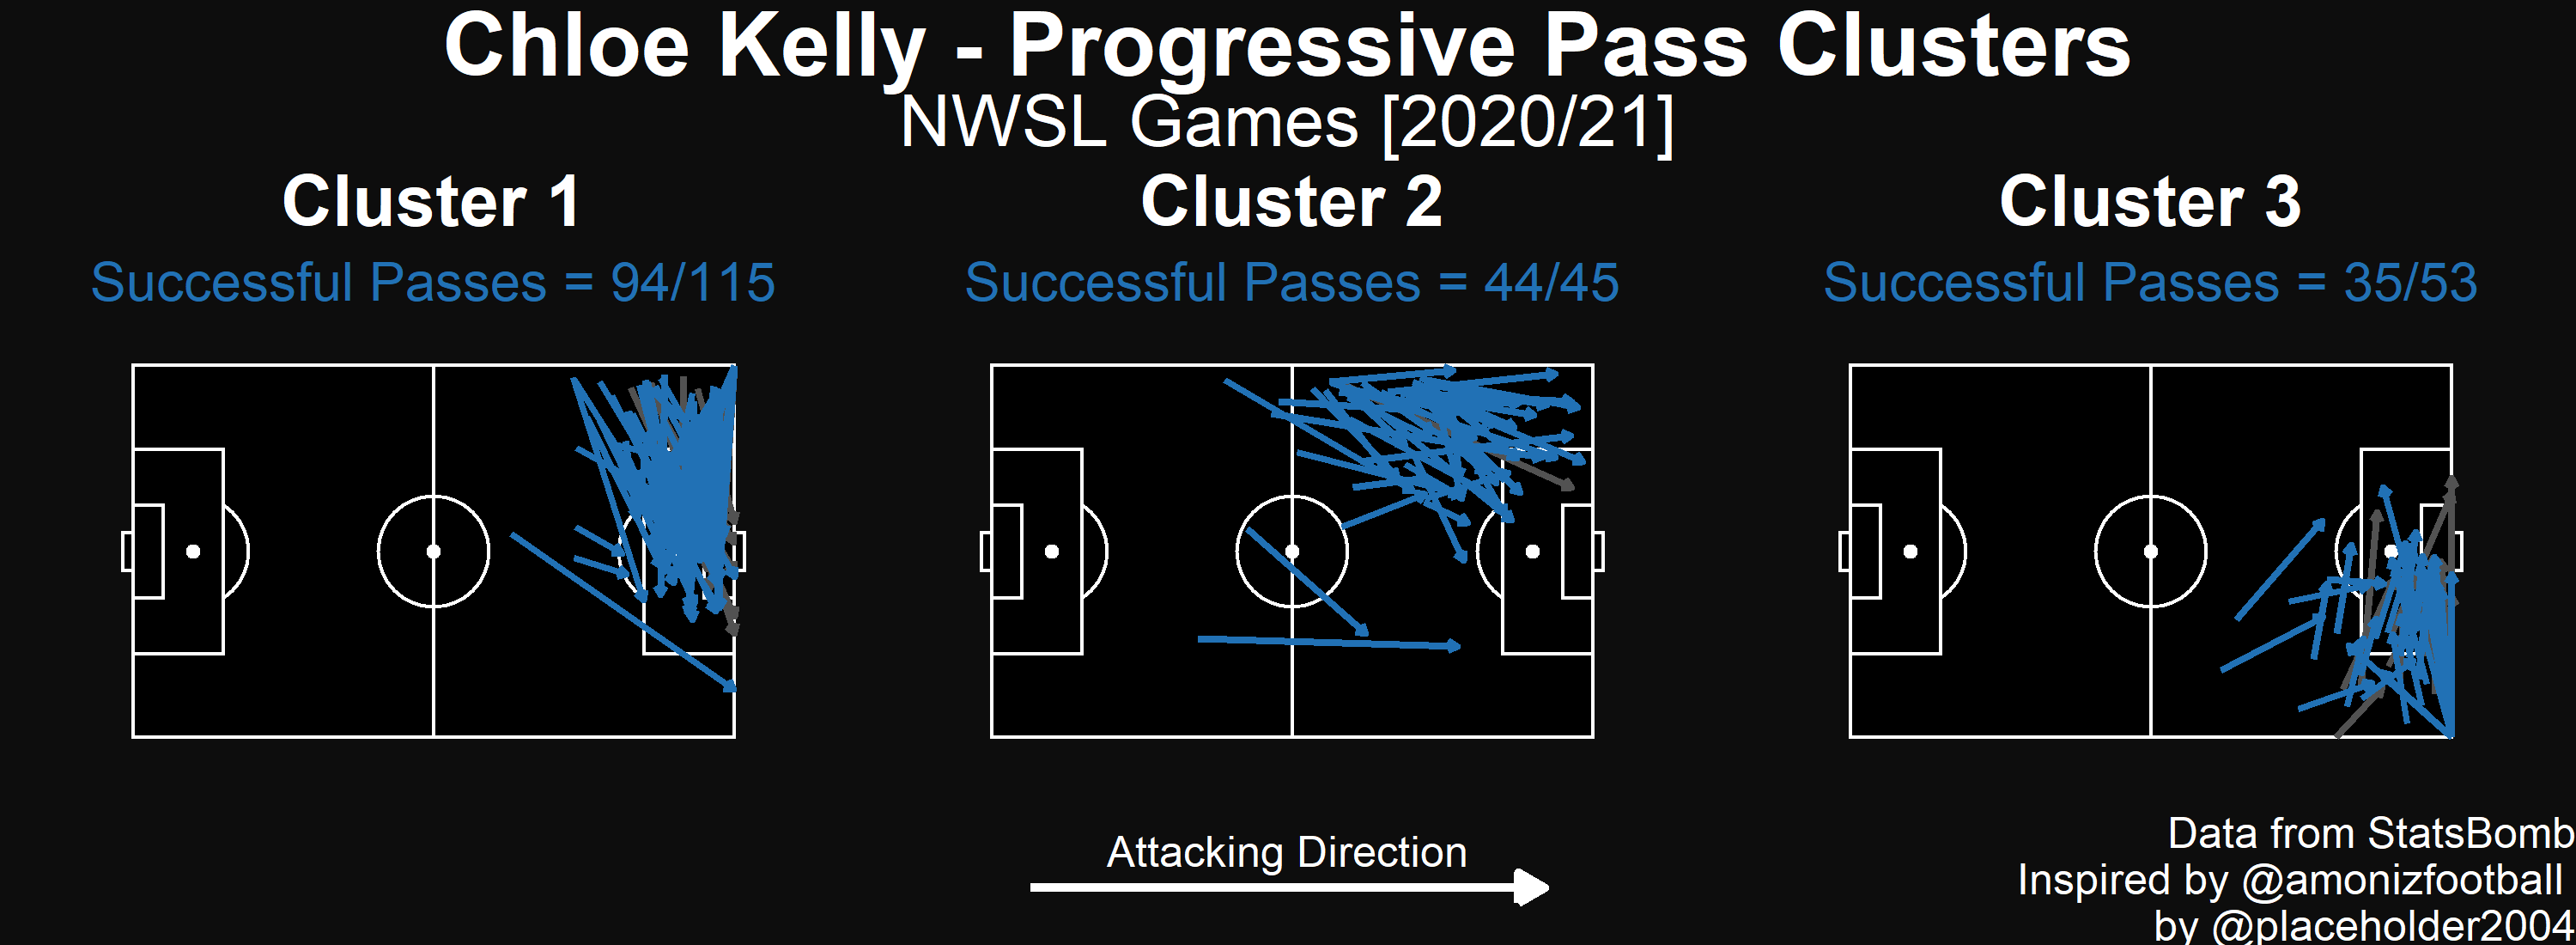 Chloe Kelly - Progressive Pass Clusters
NWSL Games [2020/21]
Cluster 1
Successful Passes = 94/115
Cluster 2
Successful Passes = 44/45
Cluster 3
Successful Passes = 35/53
Attacking Direction
Data from StatsBomb
Inspired by @amonizfootball
by @placeholder2004